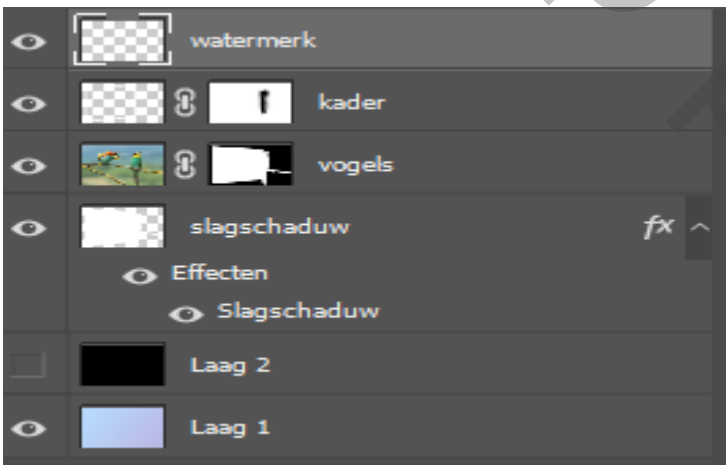 watermerk
kader
vogels
slagschaduw fx
Effecten
Slagschaduw
Laag 2
Laag 1